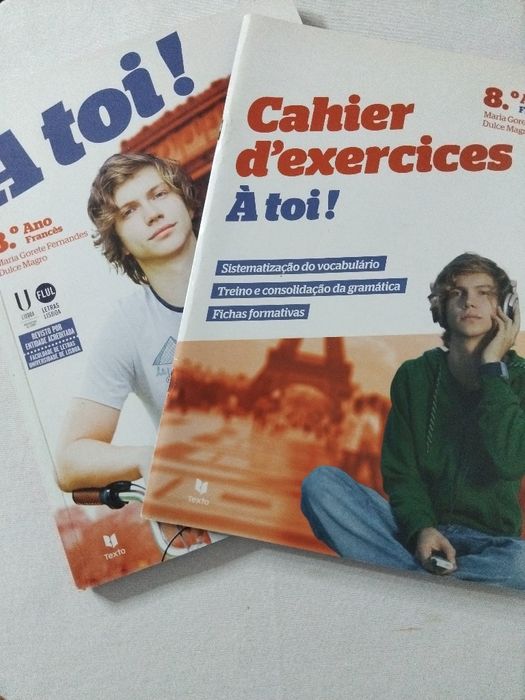 A toi!
8.º Ano
Francês
Maria Gorete Fernandes
Dulce Magro
U
LISBOA
FLUL
LETRAS
LISBOA
REVISTO POR
ENTIDADE ACREDITADA
FACULDADE DE LETRAS
UNIVERSIDADE DE LISBOA
Texto
8.º A
F
Maria Goret
Dulce Magro
Cahier
d'exercices
À toi!
Sistematização do vocabulário
Treino e consolidação da gramática
Fichas formativas
Texto